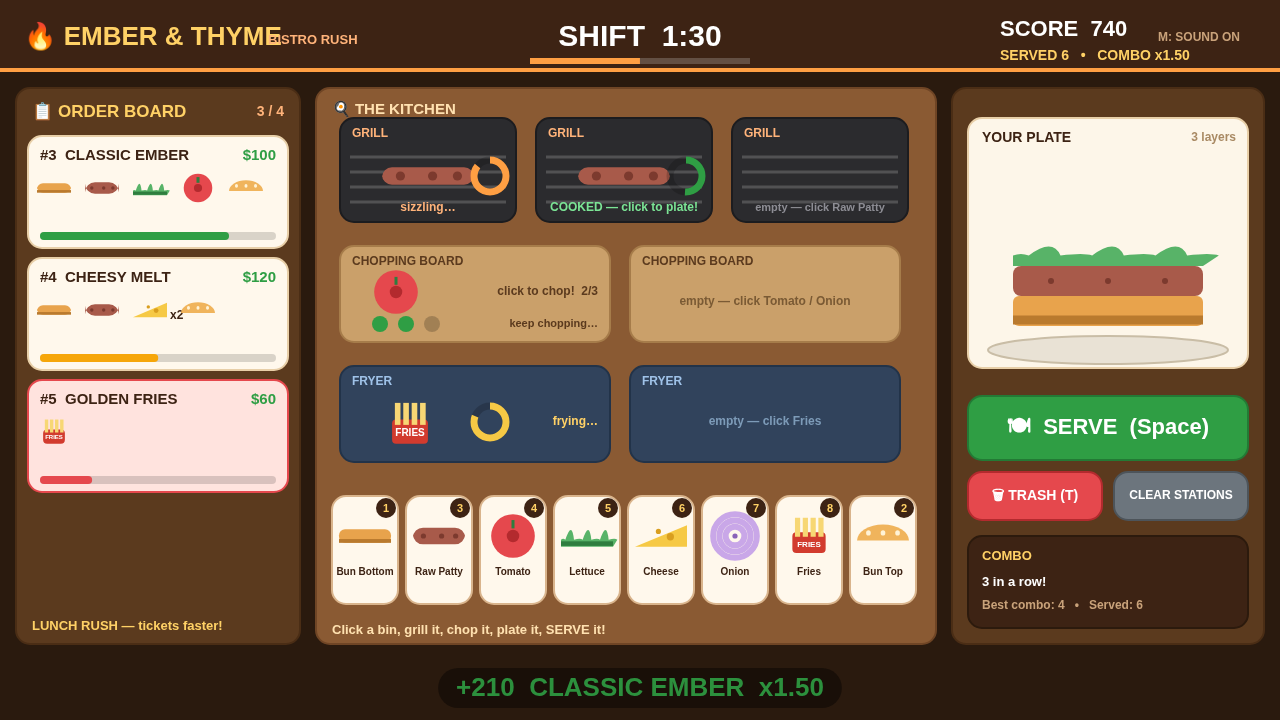 EMBER & THYME
BISTRO RUSH
SHIFT 1:30
SCORE 740
M: SOUND ON
SERVED 6 • COMBO x1.50
ORDER BOARD
3 / 4
#3 CLASSIC EMBER $100
#4 CHEESY MELT $120
x2
#5 GOLDEN FRIES $60
FRIES
LUNCH RUSH — tickets faster!
THE KITCHEN
GRILL
sizzling…
GRILL
COOKED — click to plate!
GRILL
empty — click Raw Patty
CHOPPING BOARD
click to chop! 2/3
keep chopping…
CHOPPING BOARD
empty — click Tomato / Onion
FRYER
FRIES
frying…
FRYER
empty — click Fries
1
Bun Bottom
3
Raw Patty
4
Tomato
5
Lettuce
6
Cheese
7
Onion
8
FRIES
Fries
2
Bun Top
Click a bin, grill it, chop it, plate it, SERVE it!
YOUR PLATE
3 layers
SERVE (Space)
TRASH (T)
CLEAR STATIONS
COMBO
3 in a row!
Best combo: 4 • Served: 6
+210 CLASSIC EMBER x1.50